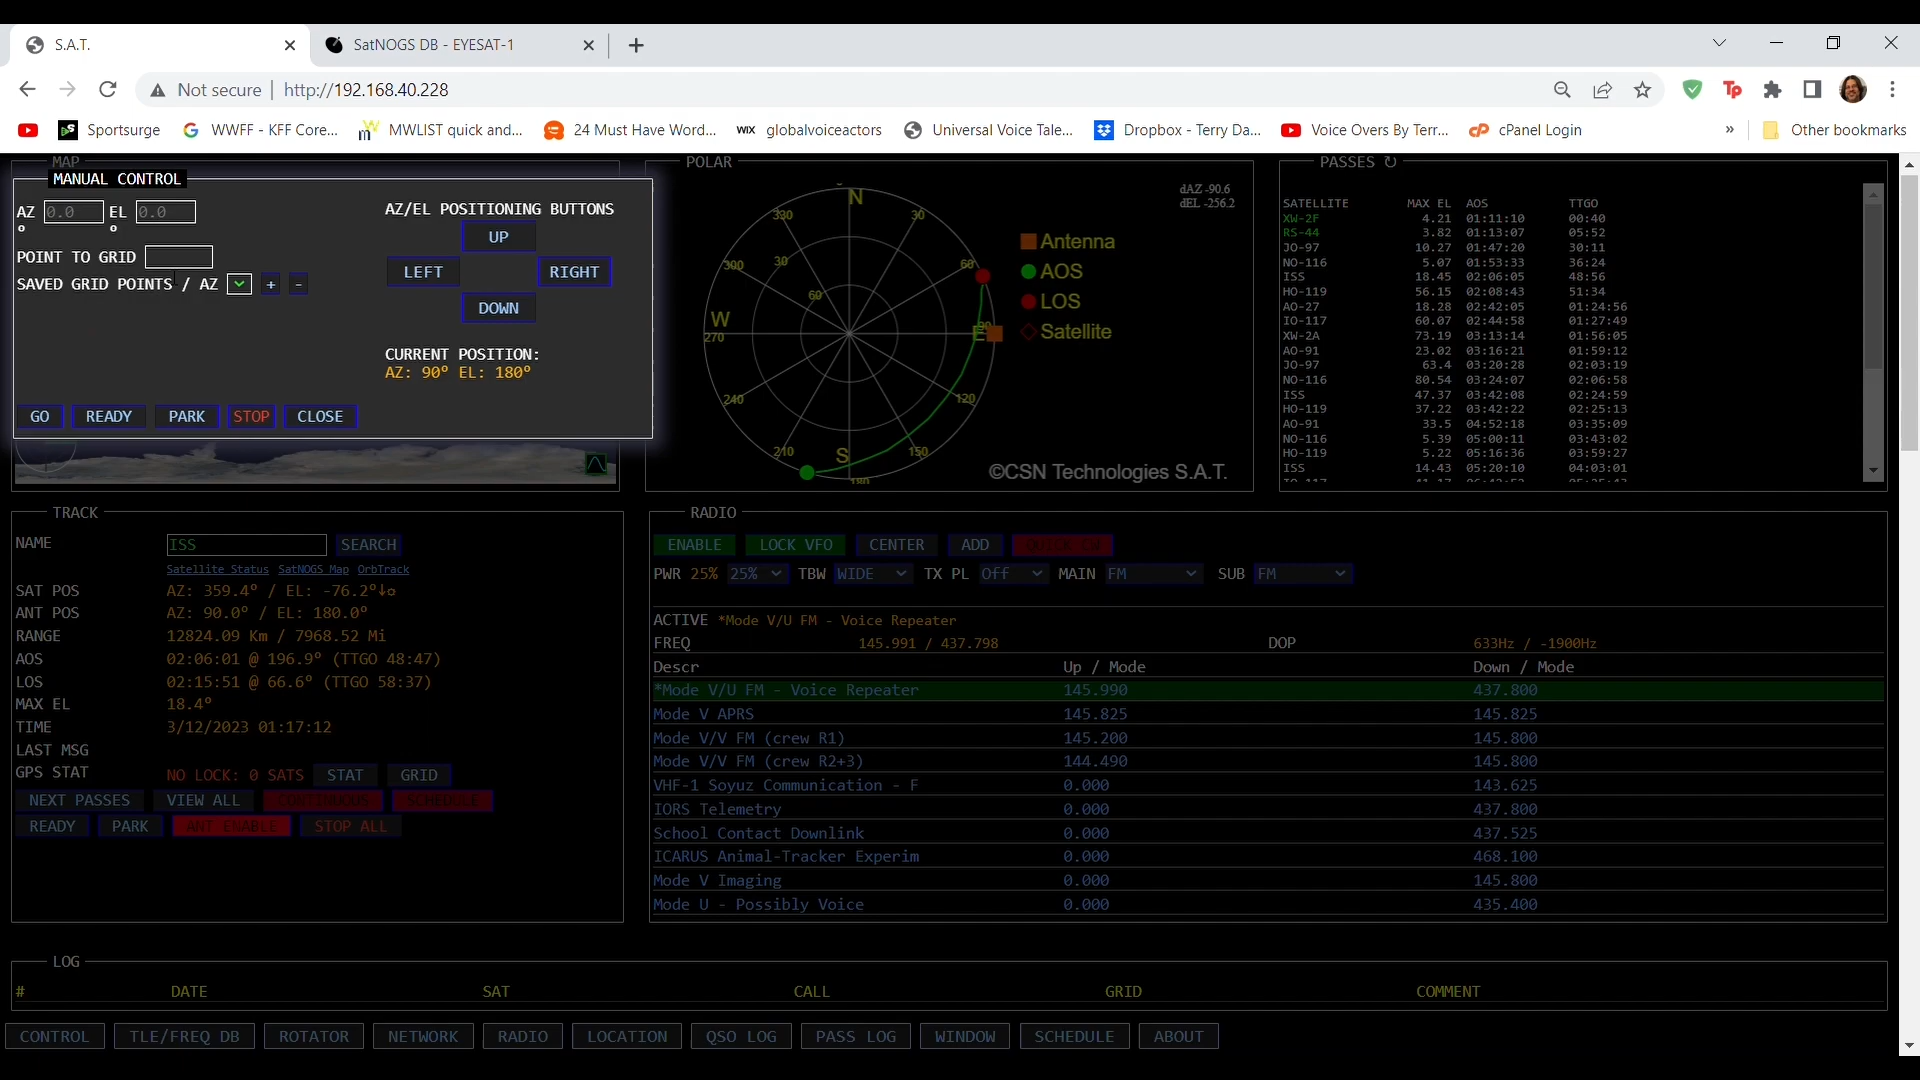 S.A.T.
SatNOGS DB - EYESAT-1
Not secure
http://192.168.40.228
Sportsurge
WWFF - KFF Core...
MWLIST quick and...
24 Must Have Word...
WIX globalvoiceactors
Universal Voice Tale...
Dropbox - Terry Da...
Voice Overs By Terr...
cP cPanel Login
»
Other bookmarks
MAP
MANUAL CONTROL
AZ 0.0 EL 0.0
º º
POINT TO GRID
SAVED GRID POINTS / AZ + -
AZ/EL POSITIONING BUTTONS
UP
LEFT RIGHT
DOWN
CURRENT POSITION:
AZ: 90º EL: 180º
GO READY PARK STOP CLOSE
POLAR
dAZ -90.6
dEL -256.2
N
330 30
300 30 60
60
W
270
E 90
240 120
210 S 150
180
Antenna
AOS
LOS
Satellite
©CSN Technologies S.A.T.
PASSES ↻
SATELLITE MAX EL AOS TTGO
XW-2F 4.21 01:11:10 00:40
RS-44 3.82 01:13:07 05:52
JO-97 10.27 01:47:20 30:11
NO-116 5.07 01:53:33 36:24
ISS 18.45 02:06:05 48:56
HO-119 56.15 02:08:43 51:34
AO-27 18.28 02:42:05 01:24:56
IO-117 60.07 02:44:58 01:27:49
XW-2A 73.19 03:13:14 01:56:05
AO-91 23.02 03:16:21 01:59:12
JO-97 63.4 03:20:28 02:03:19
NO-116 80.54 03:24:07 02:06:58
ISS 47.37 03:42:08 02:24:59
HO-119 37.22 03:42:22 02:25:13
AO-91 33.5 04:52:18 03:35:09
NO-116 5.39 05:00:11 03:43:02
HO-119 5.22 05:16:36 03:59:27
ISS 14.43 05:20:10 04:03:01
TRACK
NAME ISS SEARCH
Satellite Status SatNOGS Map OrbTrack
SAT POS AZ: 359.4º / EL: -76.2º↓
ANT POS AZ: 90.0º / EL: 180.0º
RANGE 12824.09 Km / 7968.52 Mi
AOS 02:06:01 @ 196.9º (TTGO 48:47)
LOS 02:15:51 @ 66.6º (TTGO 58:37)
MAX EL 18.4º
TIME 3/12/2023 01:17:12
LAST MSG
GPS STAT NO LOCK: 0 SATS STAT GRID
NEXT PASSES VIEW ALL CONTINUOUS SCHEDULE
READY PARK ANT ENABLE STOP ALL
RADIO
ENABLE LOCK VFO CENTER ADD
PWR 25% 25% TBW WIDE TX PL Off MAIN FM SUB FM
ACTIVE *Mode V/U FM - Voice Repeater
FREQ 145.991 / 437.798 DOP 633Hz / -1900Hz
Descr Up / Mode Down / Mode
*Mode V/U FM - Voice Repeater 145.990 437.800
Mode V APRS 145.825 145.825
Mode V/V FM (crew R1) 145.200 145.800
Mode V/V FM (crew R2+3) 144.490 145.800
VHF-1 Soyuz Communication - F 0.000 143.625
IORS Telemetry 0.000 437.800
School Contact Downlink 0.000 437.525
ICARUS Animal-Tracker Experim 0.000 468.100
Mode V Imaging 0.000 145.800
Mode U - Possibly Voice 0.000 435.400
LOG
# DATE SAT CALL GRID COMMENT
CONTROL TLE/FREQ DB ROTATOR NETWORK RADIO LOCATION QSO LOG PASS LOG WINDOW SCHEDULE ABOUT